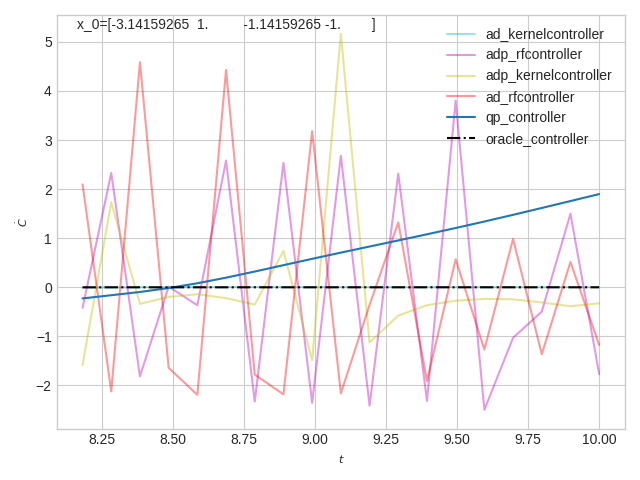 x_0=[-3.14159265 1. -1.14159265 -1. ]
ad_kernelcontroller
adp_rfcontroller
adp_kernelcontroller
ad_rfcontroller
qp_controller
oracle_controller
5
4
3
2
1
0
−1
−2
Ċ
8.25 8.50 8.75 9.00 9.25 9.50 9.75 10.00
t